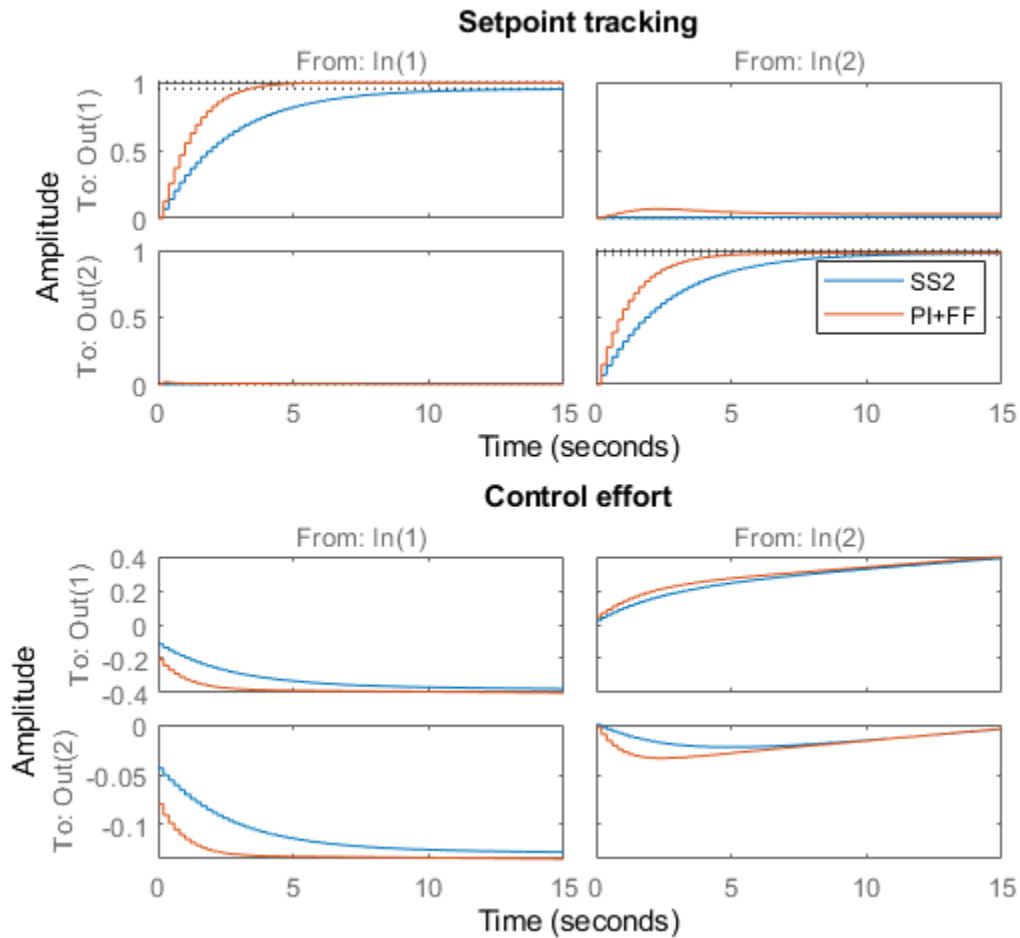 Setpoint tracking
From: In(1)
From: In(2)
Amplitude
To: Out(1)
1
0.5
0
To: Out(2)
1
0.5
0
SS2
PI+FF
0 5 10 15
0 5 10 15
Time (seconds)
Control effort
From: In(1)
From: In(2)
Amplitude
To: Out(1)
0.4
0.2
0
-0.2
-0.4
To: Out(2)
0
-0.05
-0.1
0 5 10 15
0 5 10 15
Time (seconds)